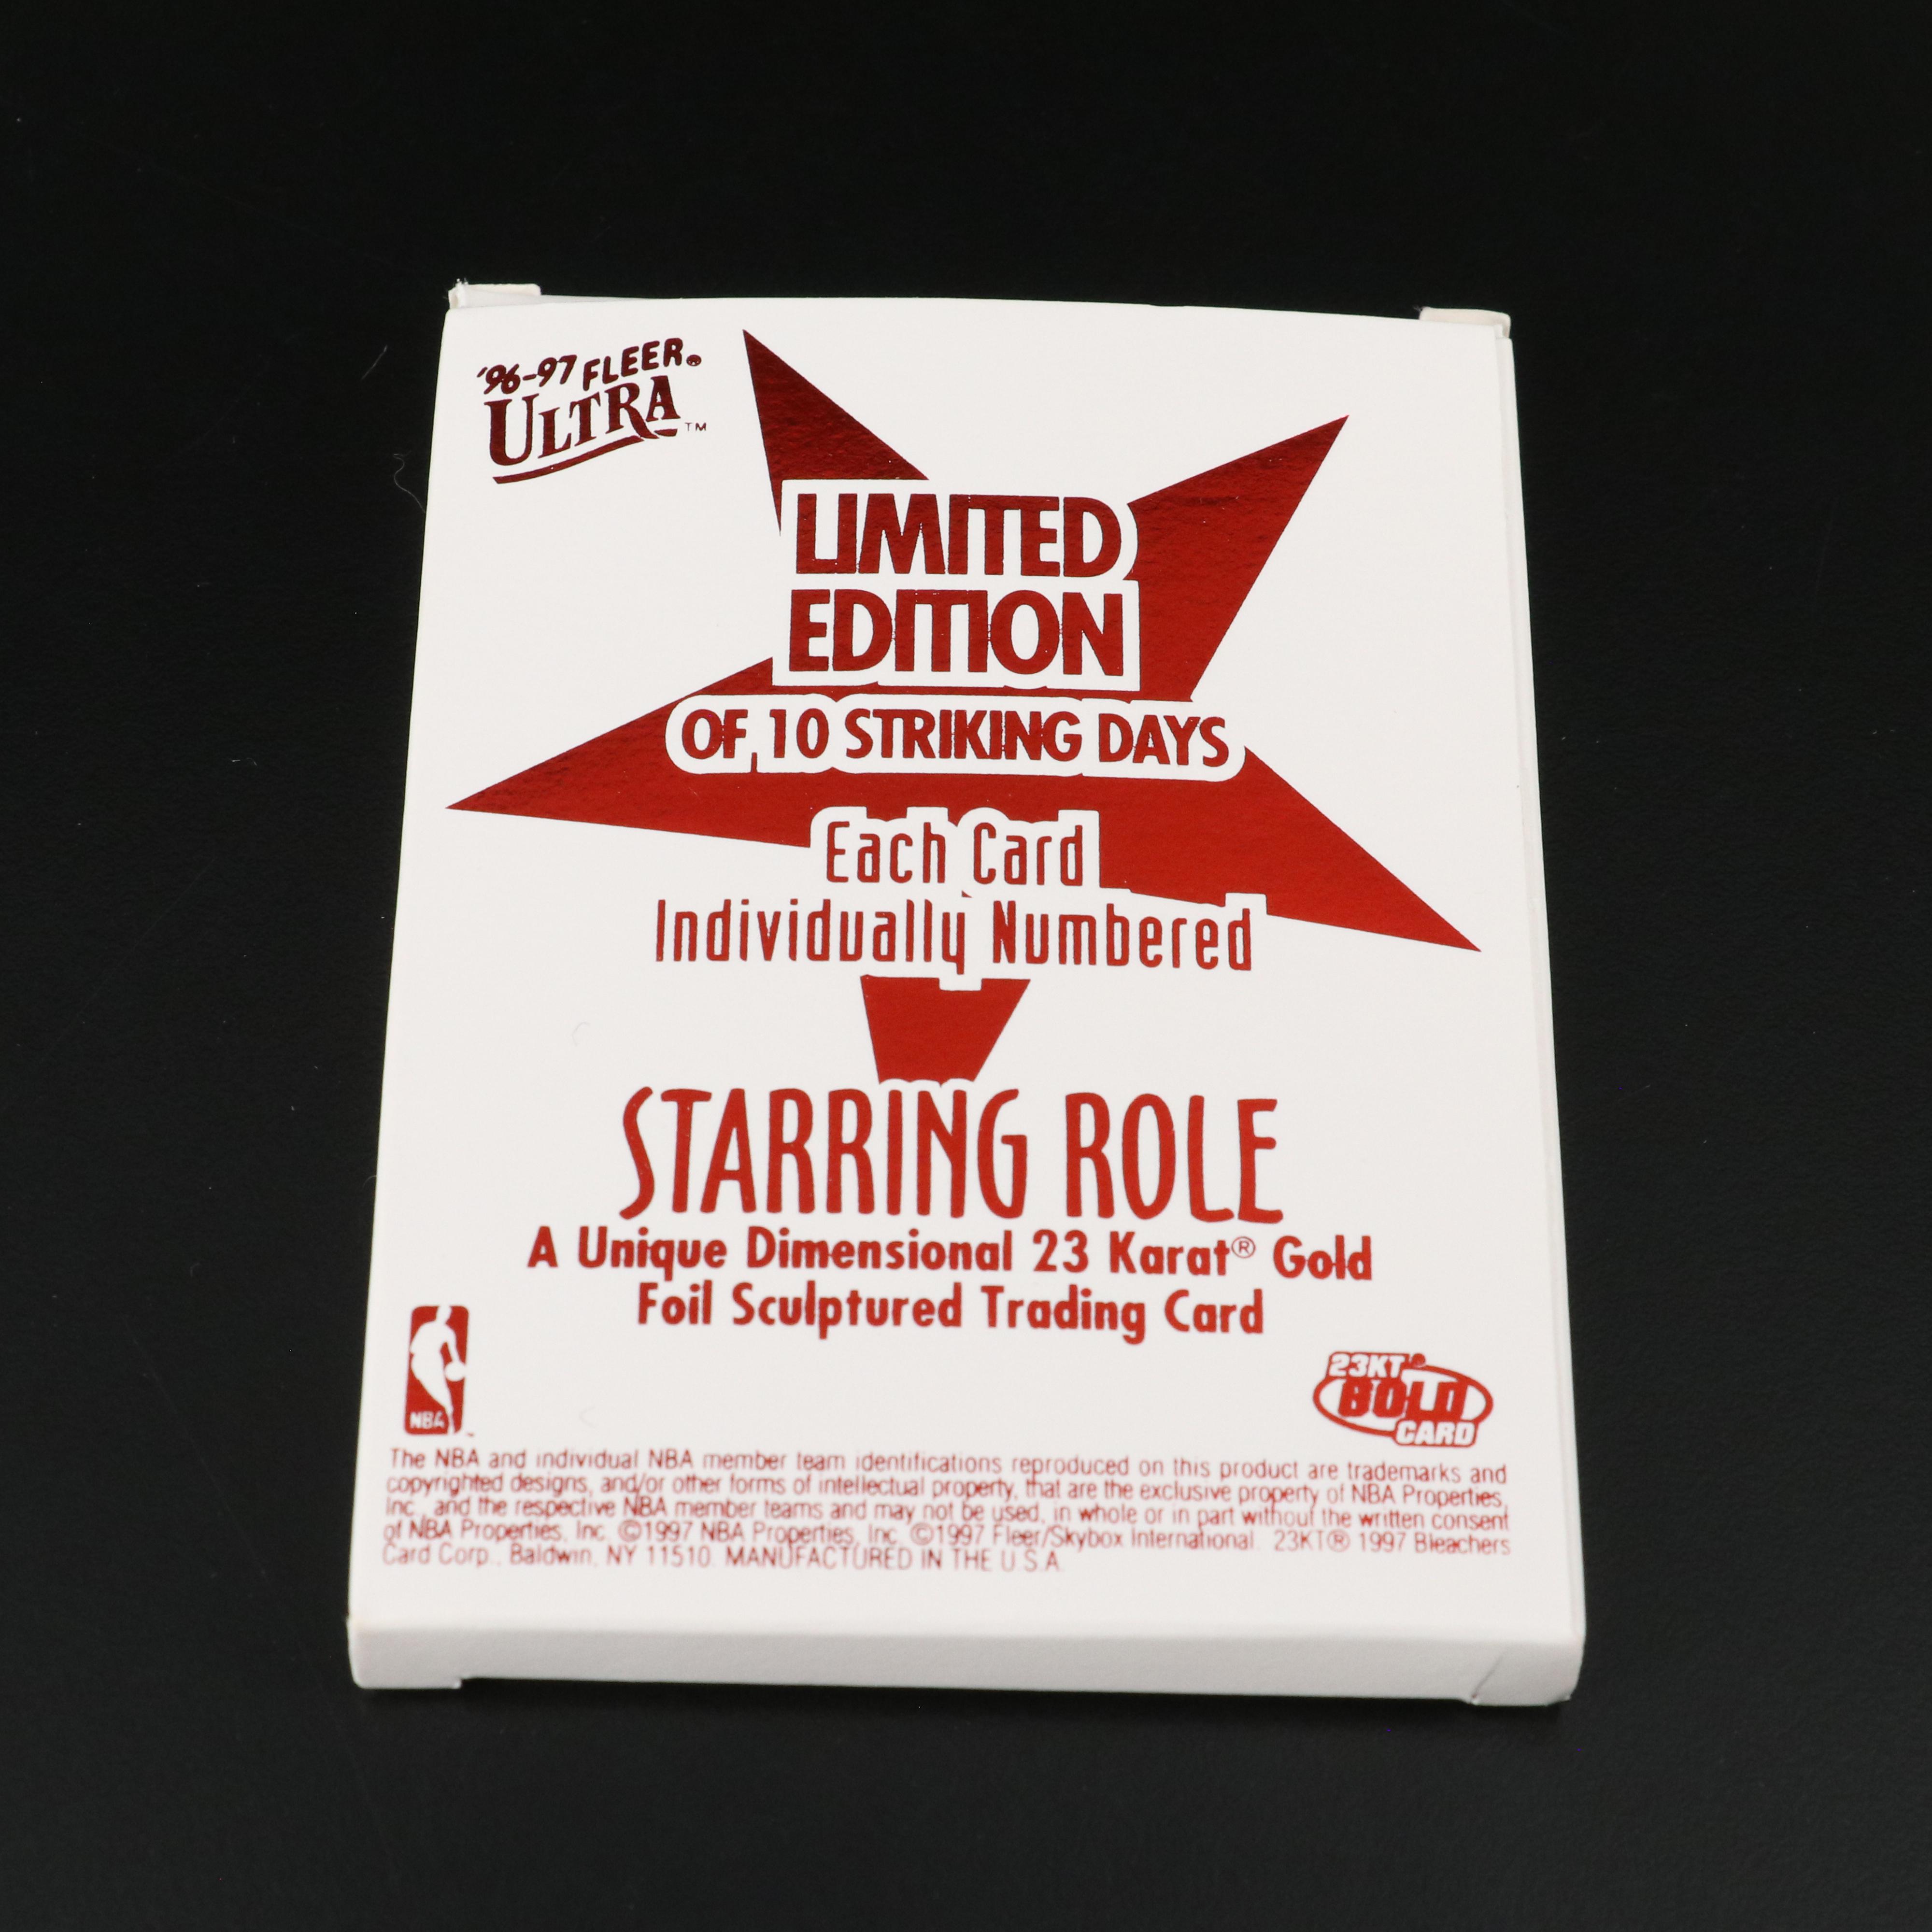 '96-97 FLEER®
ULTRA™
LIMITED
EDITION
OF 10 STRIKING DAYS
Each Card
Individually Numbered
STARRING ROLE
A Unique Dimensional 23 Karat® Gold
Foil Sculptured Trading Card
NBA
23KT®
GOLD
CARD
The NBA and individual NBA member team identifications reproduced on this product are trademarks and
copyrighted designs, and/or other forms of intellectual property, that are the exclusive property of NBA Properties,
Inc., and the respective NBA member teams and may not be used, in whole or in part without the written consent
of NBA Properties, Inc. ©1997 NBA Properties, Inc. ©1997 Fleer/Skybox International. 23KT® 1997 Bleachers
Card Corp., Baldwin, NY 11510. MANUFACTURED IN THE U.S.A.